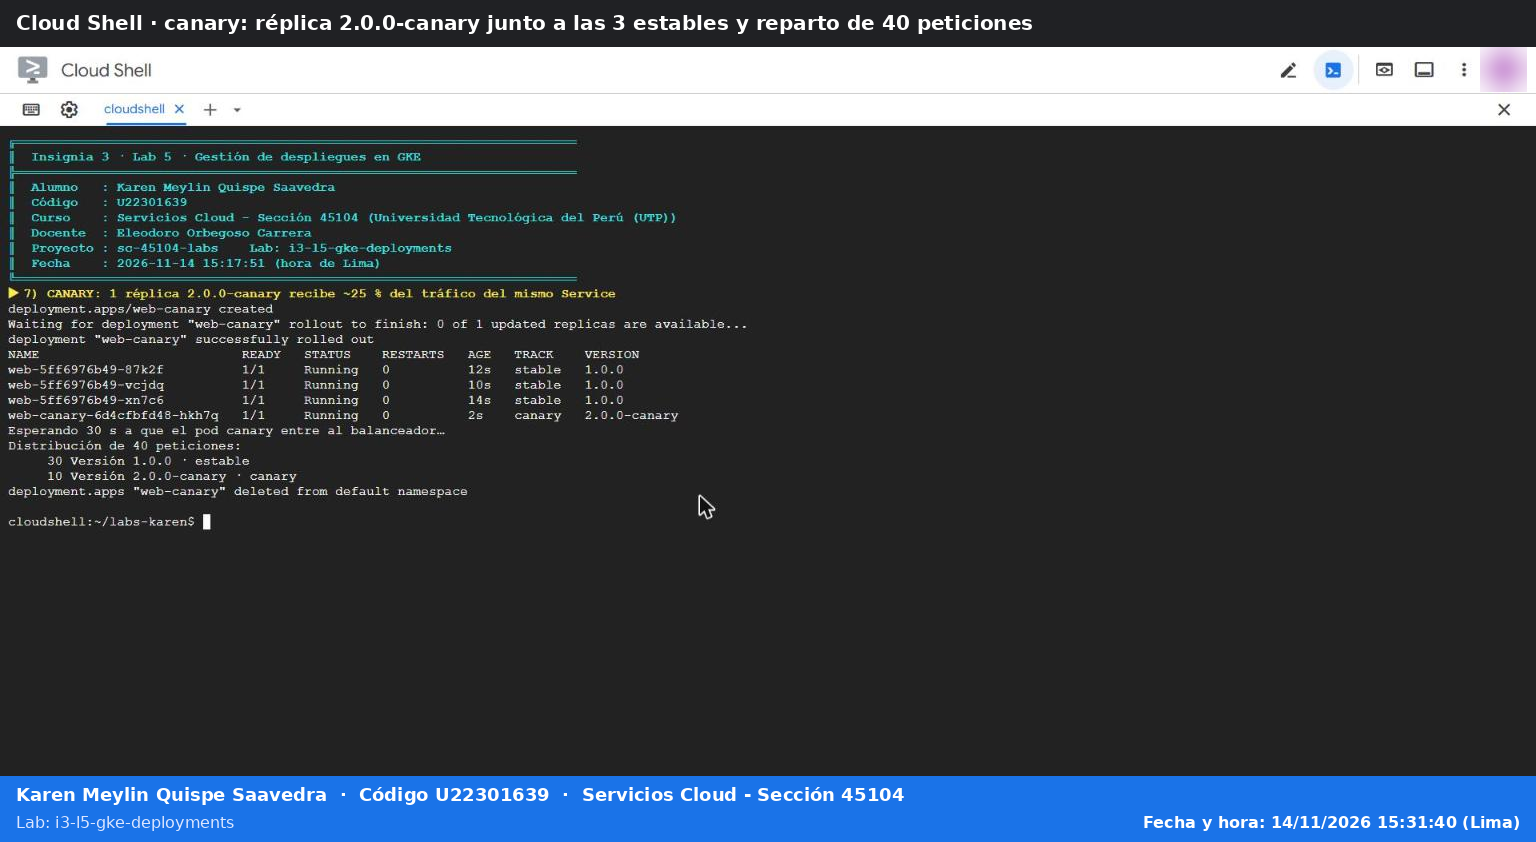 Cloud Shell · canary: réplica 2.0.0-canary junto a las 3 estables y reparto de 40 peticiones
Cloud Shell
cloudshell
Insignia 3 · Lab 5 · Gestión de despliegues en GKE
Alumno : Karen Meylin Quispe Saavedra
Código : U22301639
Curso : Servicios Cloud - Sección 45104 (Universidad Tecnológica del Perú (UTP))
Docente : Eleodoro Orbegoso Carrera
Proyecto : sc-45104-labs Lab: i3-l5-gke-deployments
Fecha : 2026-11-14 15:17:51 (hora de Lima)
▶ 7) CANARY: 1 réplica 2.0.0-canary recibe ~25 % del tráfico del mismo Service
deployment.apps/web-canary created
Waiting for deployment "web-canary" rollout to finish: 0 of 1 updated replicas are available...
deployment "web-canary" successfully rolled out
NAME READY STATUS RESTARTS AGE TRACK VERSION
web-5ff6976b49-87k2f 1/1 Running 0 12s stable 1.0.0
web-5ff6976b49-vcjdq 1/1 Running 0 10s stable 1.0.0
web-5ff6976b49-xn7c6 1/1 Running 0 14s stable 1.0.0
web-canary-6d4cfbfd48-hkh7q 1/1 Running 0 2s canary 2.0.0-canary
Esperando 30 s a que el pod canary entre al balanceador…
Distribución de 40 peticiones:
30 Versión 1.0.0 · estable
10 Versión 2.0.0-canary · canary
deployment.apps "web-canary" deleted from default namespace
cloudshell:~/labs-karen$
Karen Meylin Quispe Saavedra · Código U22301639 · Servicios Cloud - Sección 45104
Lab: i3-l5-gke-deployments
Fecha y hora: 14/11/2026 15:31:40 (Lima)